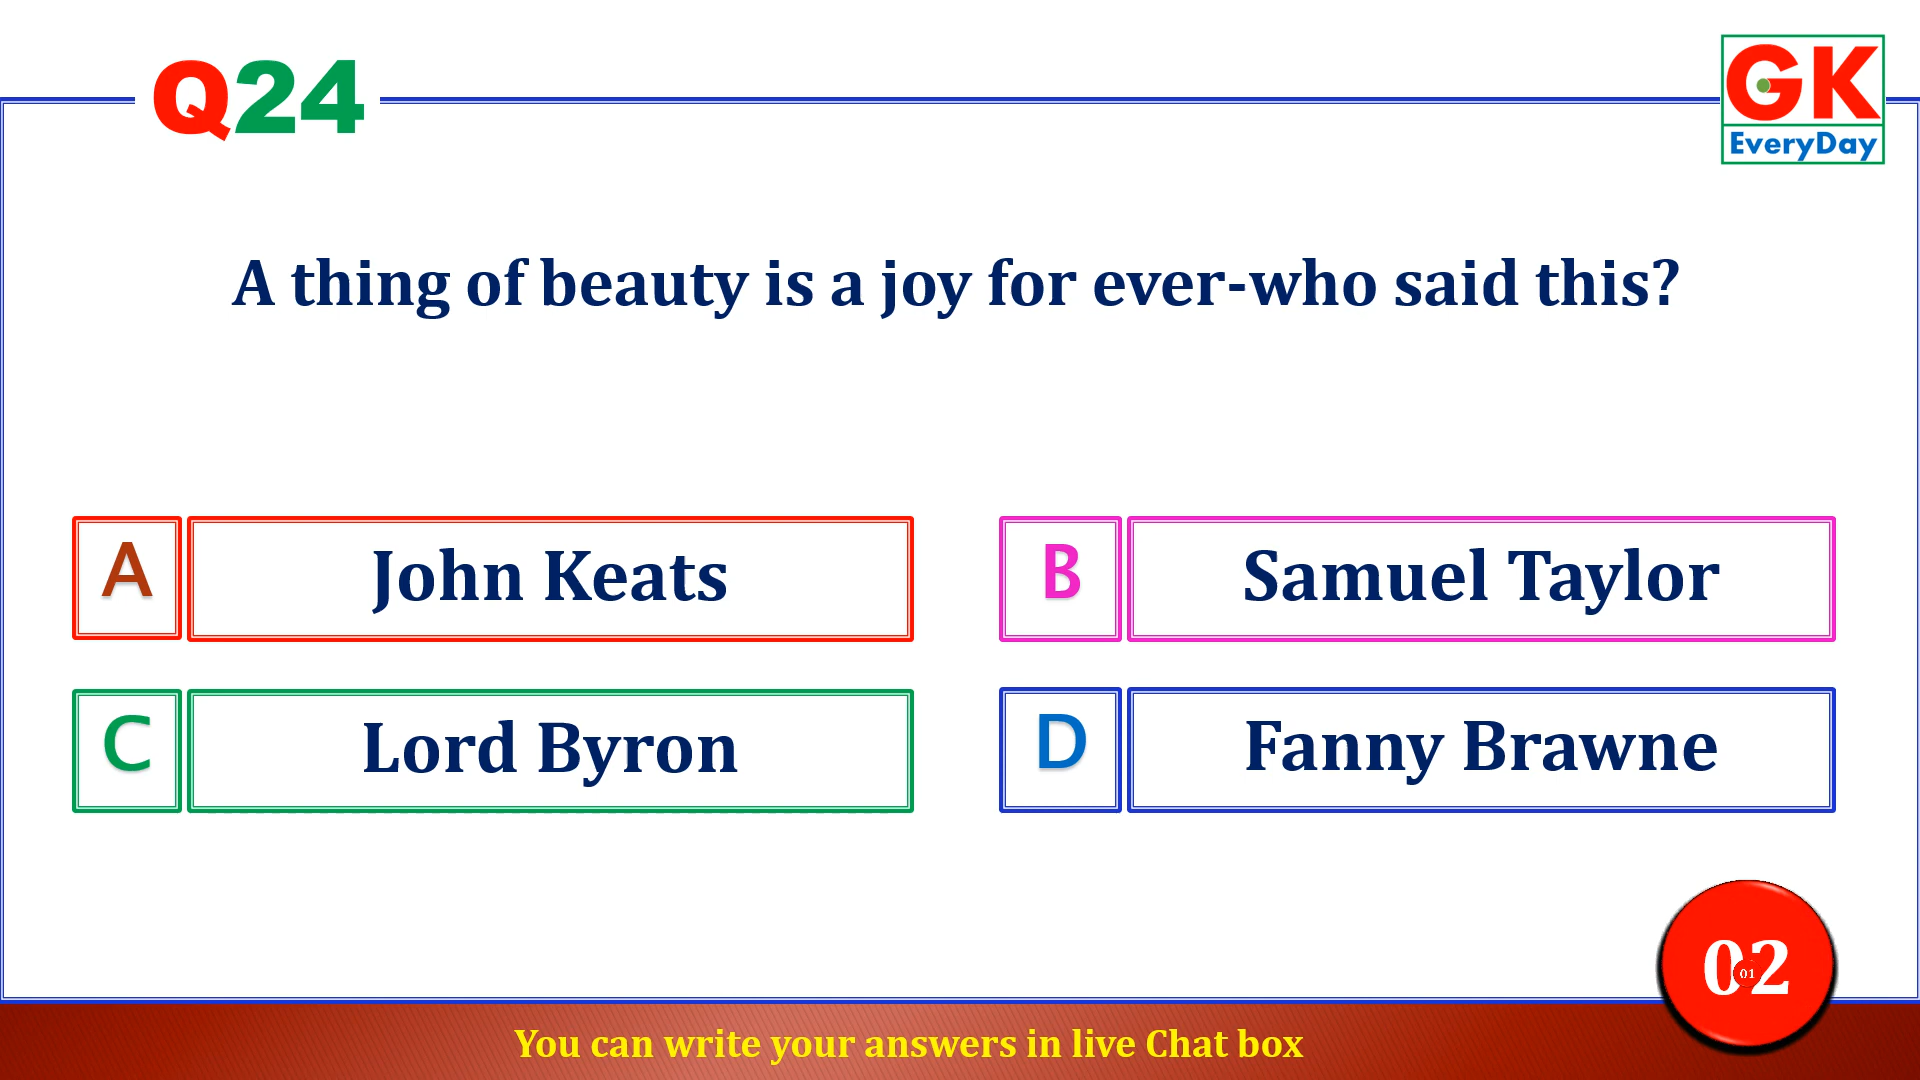 Q24
GK
EveryDay
A thing of beauty is a joy for ever-who said this?
A
John Keats
B
Samuel Taylor
C
Lord Byron
D
Fanny Brawne
02
01
You can write your answers in live Chat box